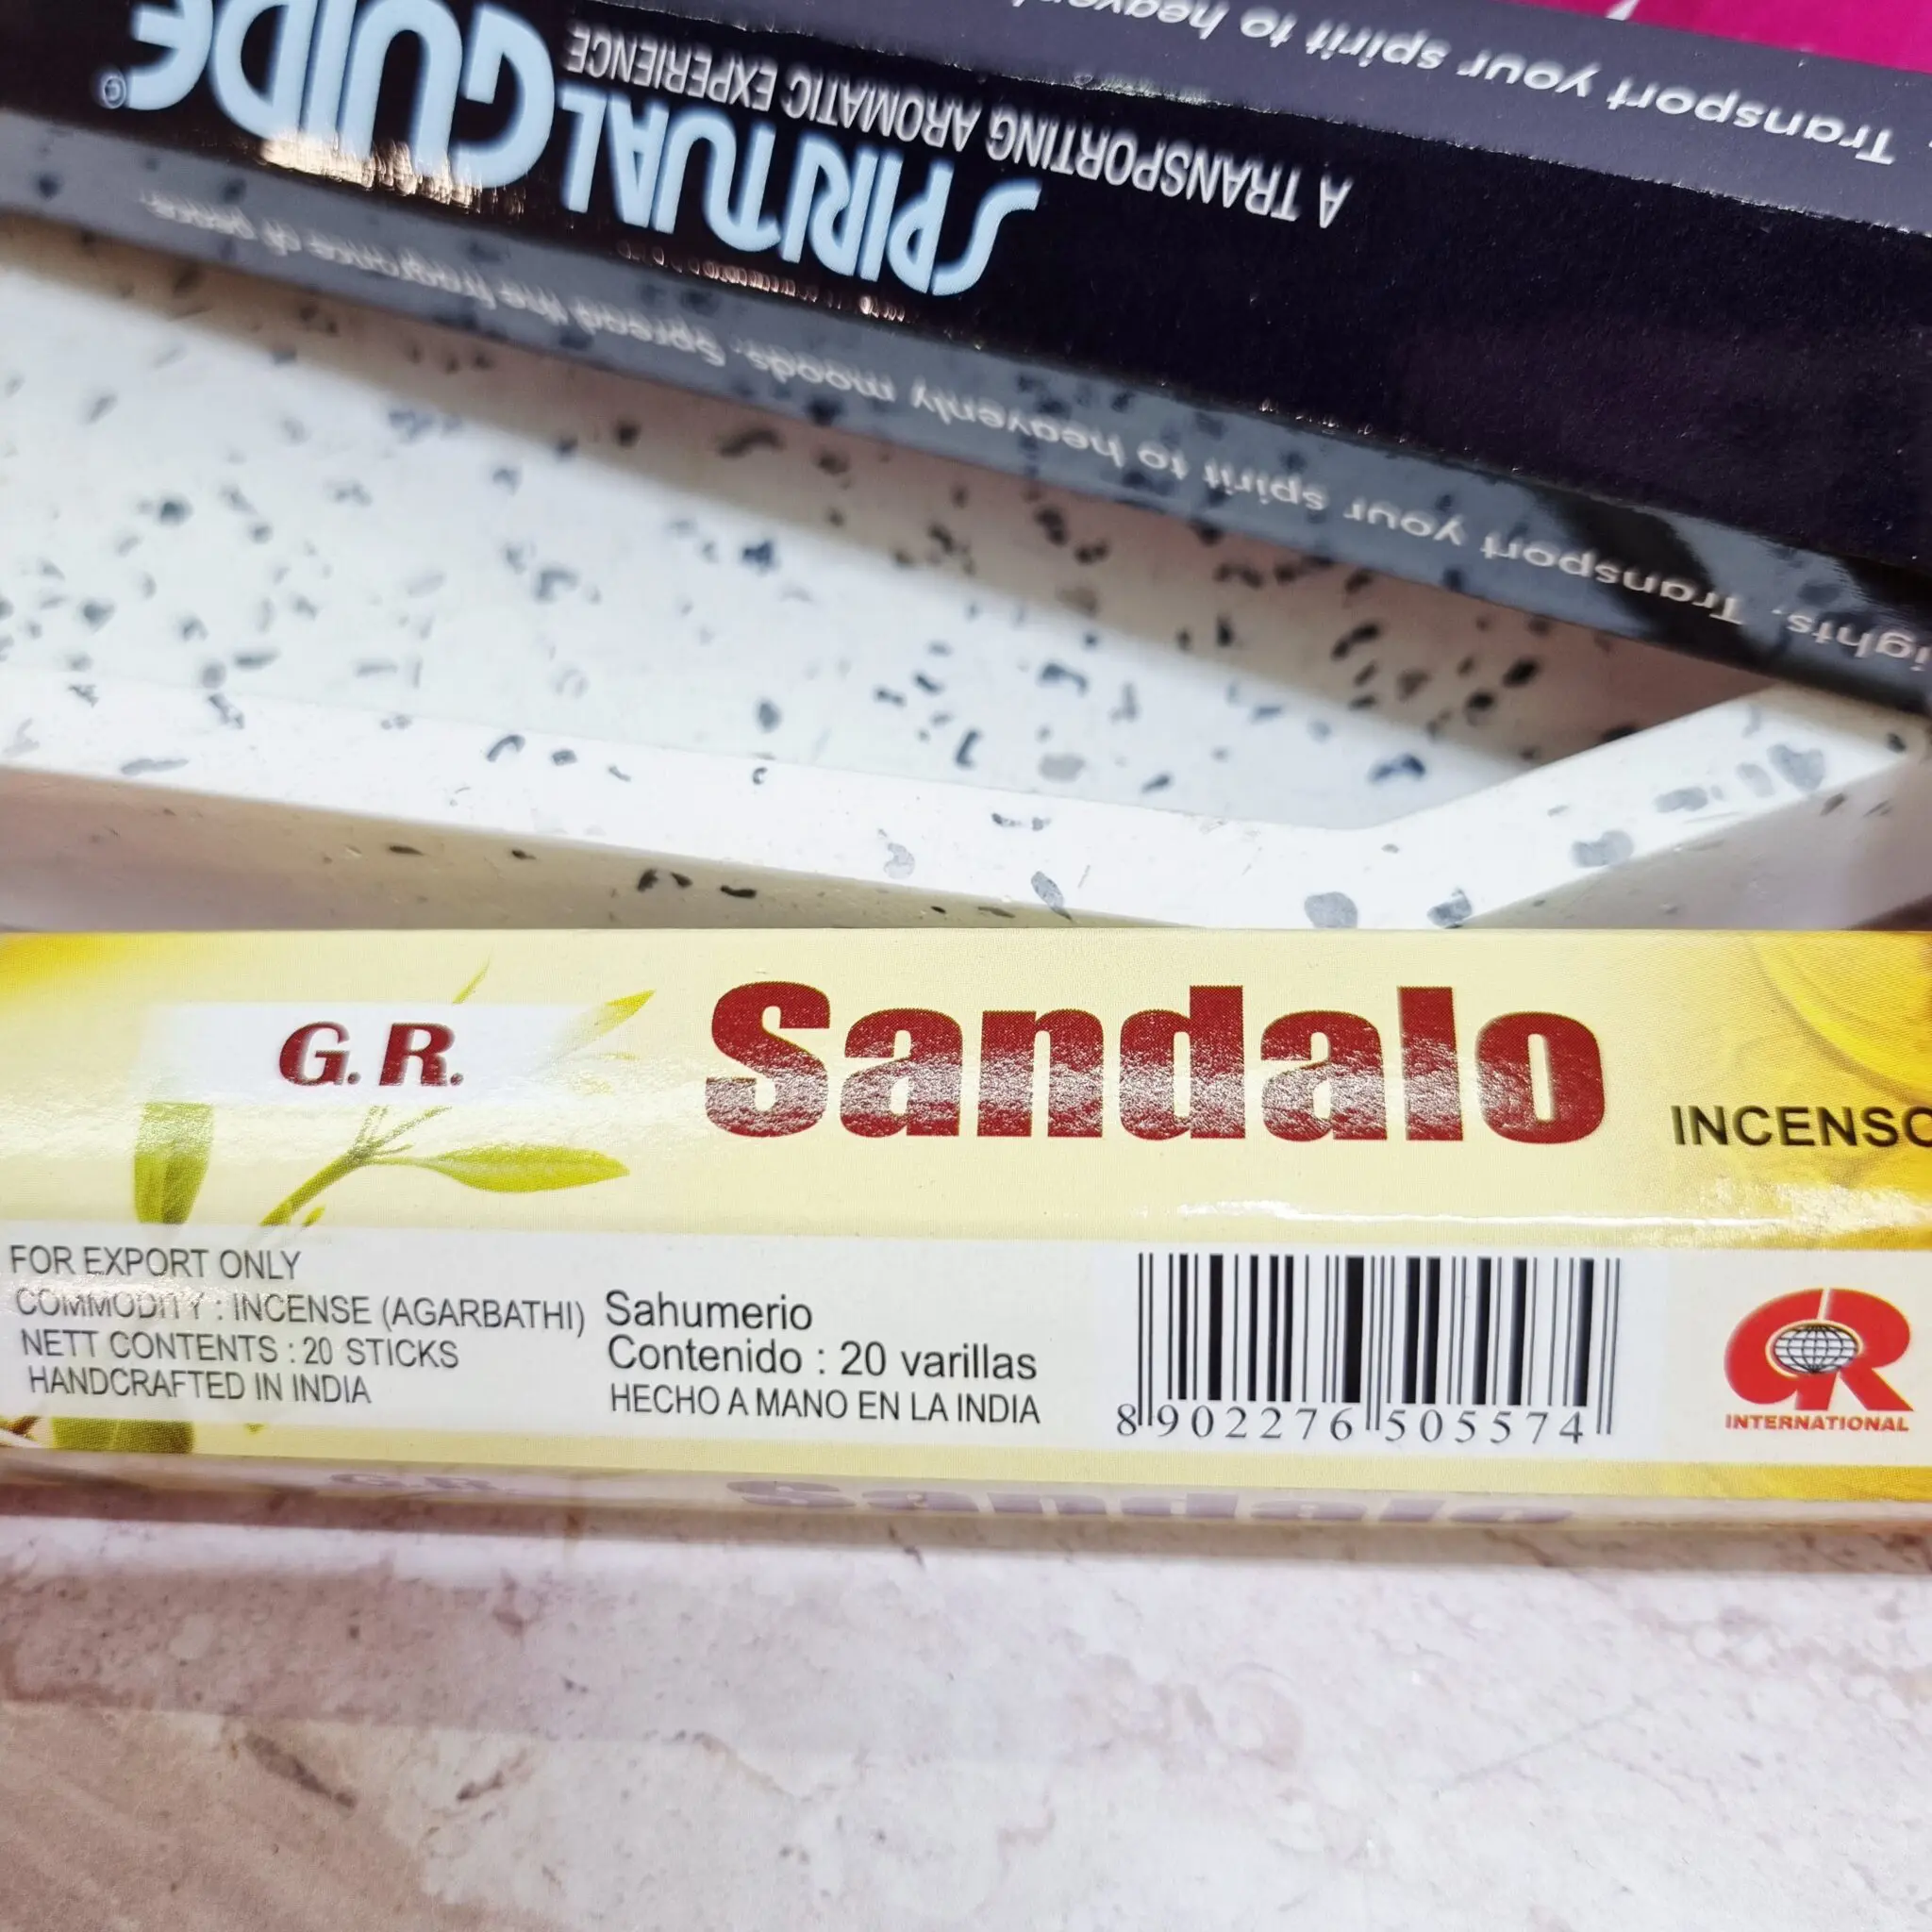 Transport your spirit to
A TRANSPORTING AROMATIC EXPERIENCE
SPIRITUAL GUIDE
©
Transport your spirit to heavenly moods. Spread the fragrance of
G.R.
Sandalo
INCENSO
FOR EXPORT ONLY
COMMODITY : INCENSE (AGARBATHI)
NETT CONTENTS : 20 STICKS
HANDCRAFTED IN INDIA
Sahumerio
Contenido : 20 varillas
HECHO A MANO EN LA INDIA
8 902276 505574
GR
INTERNATIONAL
G.R.
Sandalo